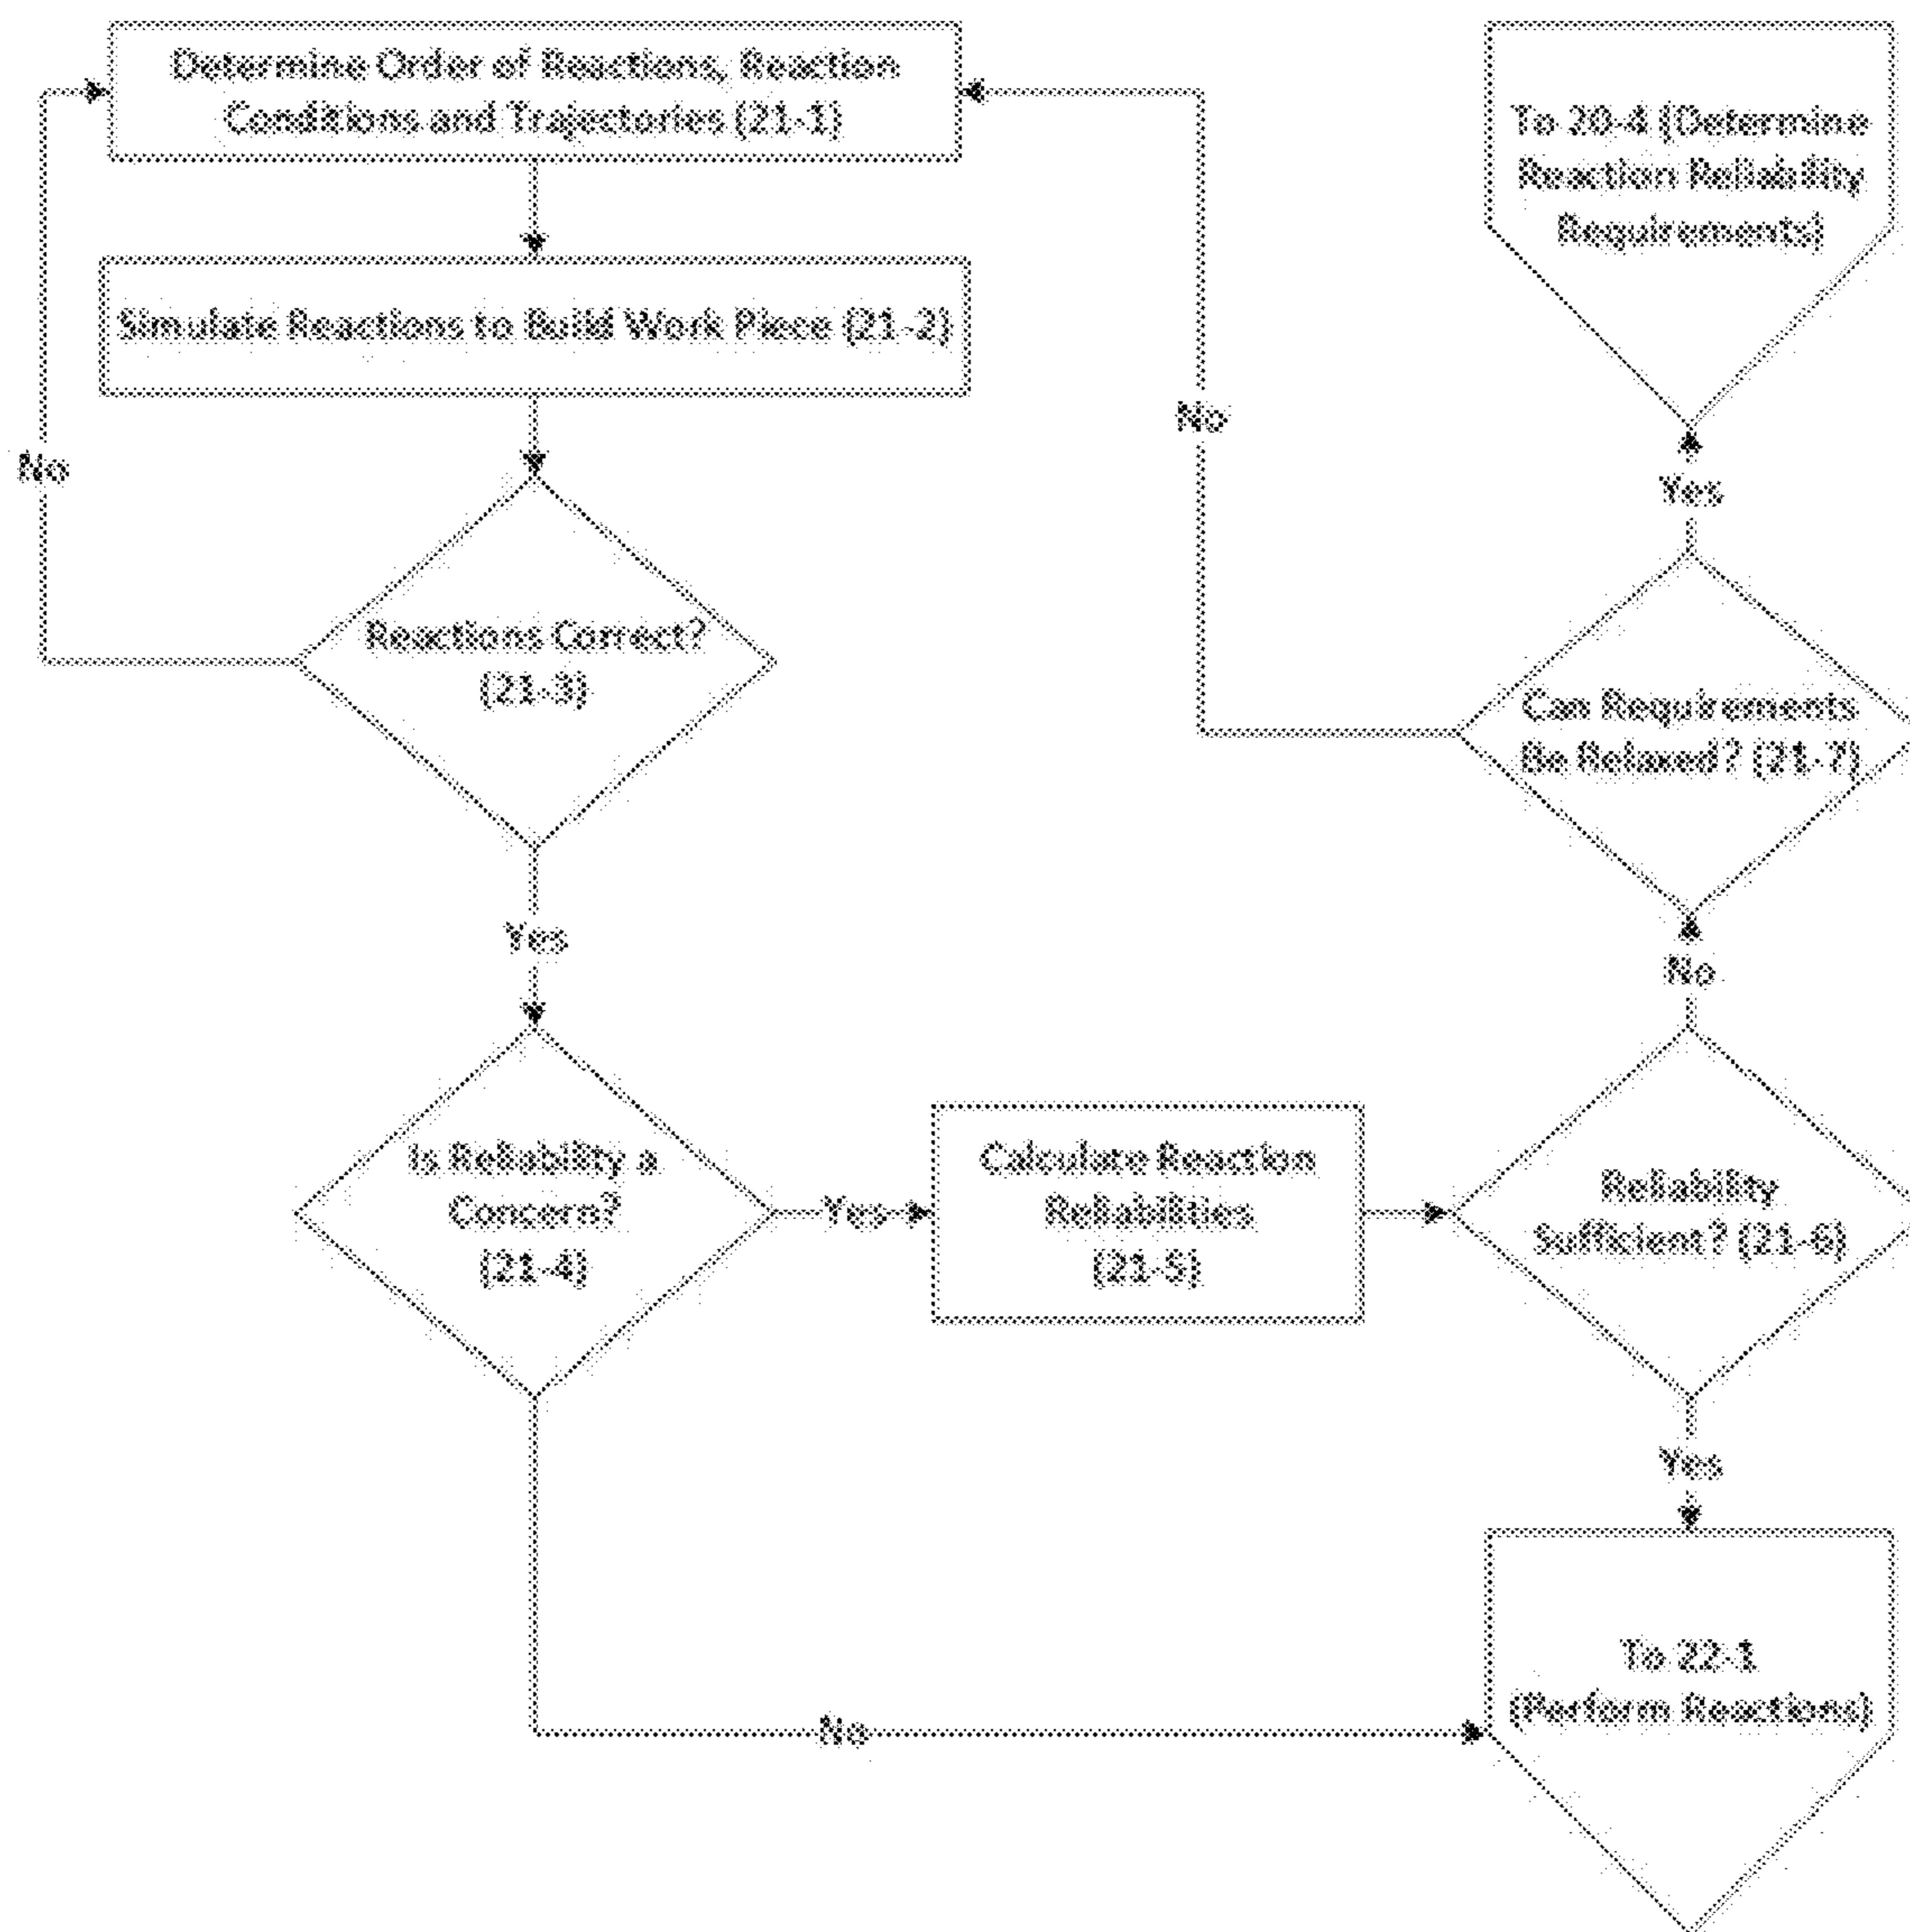 Determine Order of Reactions, Reaction
Conditions and Trajectories (21-1)
To 20-4 (Determine
Reaction Reliability
Requirements)
Simulate Reactions to Build Work Piece (21-2)
No
No
Yes
Reactions Correct?
(21-3)
Can Requirements
Be Relaxed? (21-7)
Yes
No
Is Reliability a
Concern?
(21-4)
Yes
Calculate Reaction
Reliabilities
(21-5)
Reliability
Sufficient? (21-6)
Yes
To 22-1
(Perform Reactions)
No